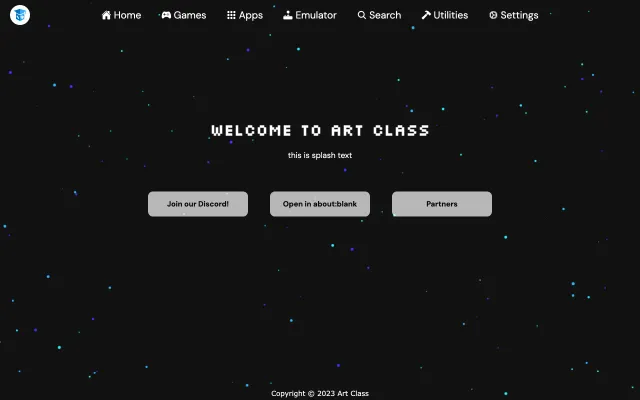 Home Games Apps Emulator Search Utilities Settings
WELCOME TO ART CLASS
this is splash text
Join our Discord! Open in about:blank Partners
Copyright © 2023 Art Class